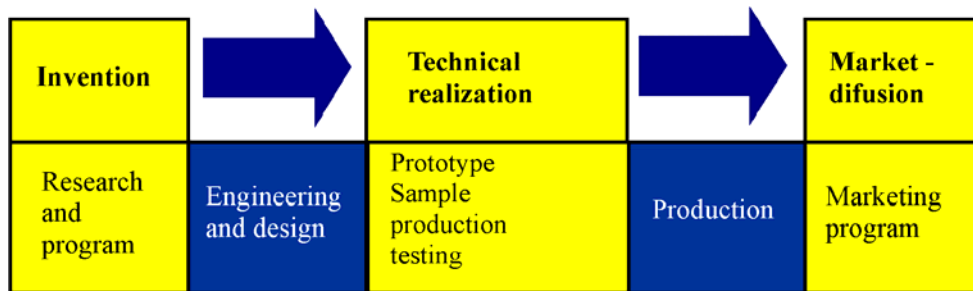 Invention
Technical
realization
Market -
difusion
Research
and
program
Engineering
and design
Prototype
Sample
production
testing
Production
Marketing
program